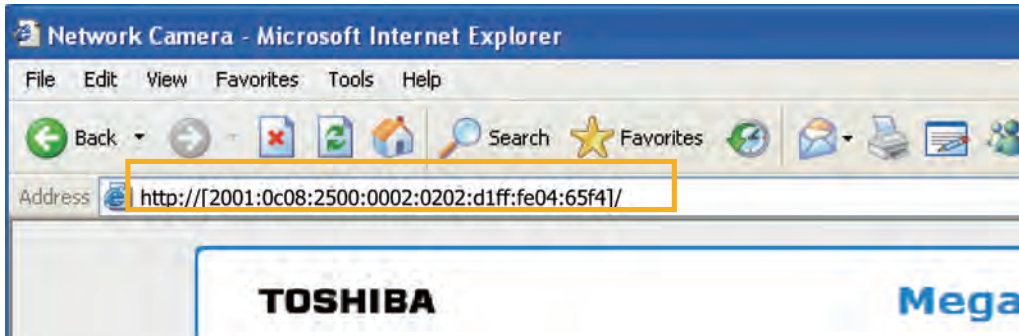 Network Camera - Microsoft Internet Explorer
File Edit View Favorites Tools Help
Back Search Favorites
Address http://[2001:0c08:2500:0002:0202:d1ff:fe04:65f4]/
TOSHIBA Mega